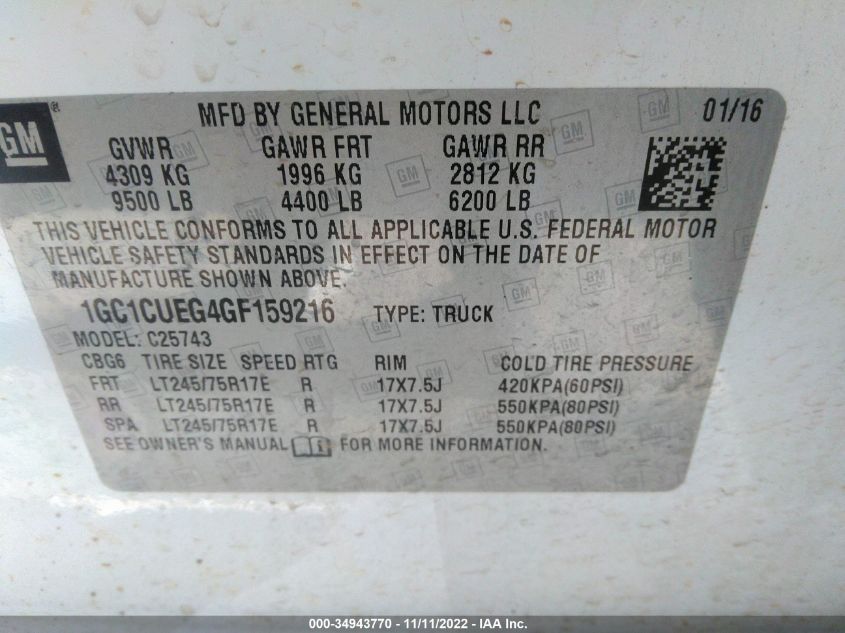 GM ®
MFD BY GENERAL MOTORS LLC 01/16
GVWR GAWR FRT GAWR RR
4309 KG 1996 KG 2812 KG
9500 LB 4400 LB 6200 LB
THIS VEHICLE CONFORMS TO ALL APPLICABLE U.S. FEDERAL MOTOR
VEHICLE SAFETY STANDARDS IN EFFECT ON THE DATE OF
MANUFACTURE SHOWN ABOVE.
1GC1CUEG4GF159216 TYPE: TRUCK
MODEL: C25743
CBG6 TIRE SIZE SPEED RTG RIM COLD TIRE PRESSURE
FRT LT245/75R17E R 17X7.5J 420KPA(60PSI)
RR LT245/75R17E R 17X7.5J 550KPA(80PSI)
SPA LT245/75R17E R 17X7.5J 550KPA(80PSI)
SEE OWNER'S MANUAL FOR MORE INFORMATION.
000-34943770 - 11/11/2022 - IAA Inc.